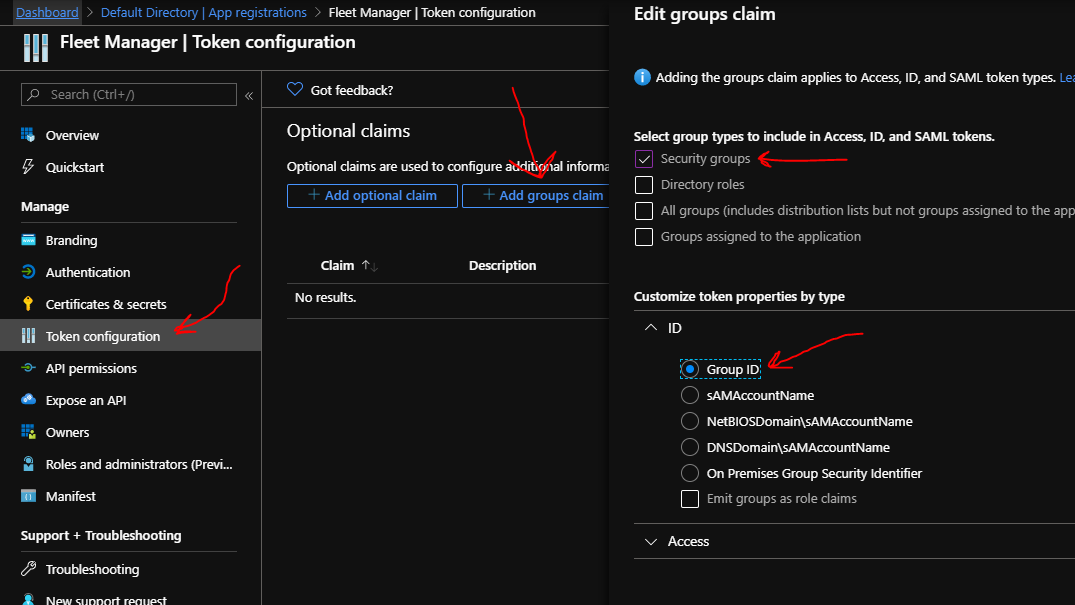 Dashboard > Default Directory | App registrations > Fleet Manager | Token configuration
Fleet Manager | Token configuration
Search (Ctrl+/)
«
Overview
Quickstart
Manage
Branding
Authentication
Certificates & secrets
Token configuration
API permissions
Expose an API
Owners
Roles and administrators (Previ...
Manifest
Support + Troubleshooting
Troubleshooting
New support request
Got feedback?
Optional claims
Optional claims are used to configure additional informa
+ Add optional claim
+ Add groups claim
Claim ↑↓ Description
No results.
Edit groups claim
Adding the groups claim applies to Access, ID, and SAML token types. Lea
Select group types to include in Access, ID, and SAML tokens.
Security groups
Directory roles
All groups (includes distribution lists but not groups assigned to the app
Groups assigned to the application
Customize token properties by type
ID
Group ID
sAMAccountName
NetBIOSDomain\sAMAccountName
DNSDomain\sAMAccountName
On Premises Group Security Identifier
Emit groups as role claims
Access